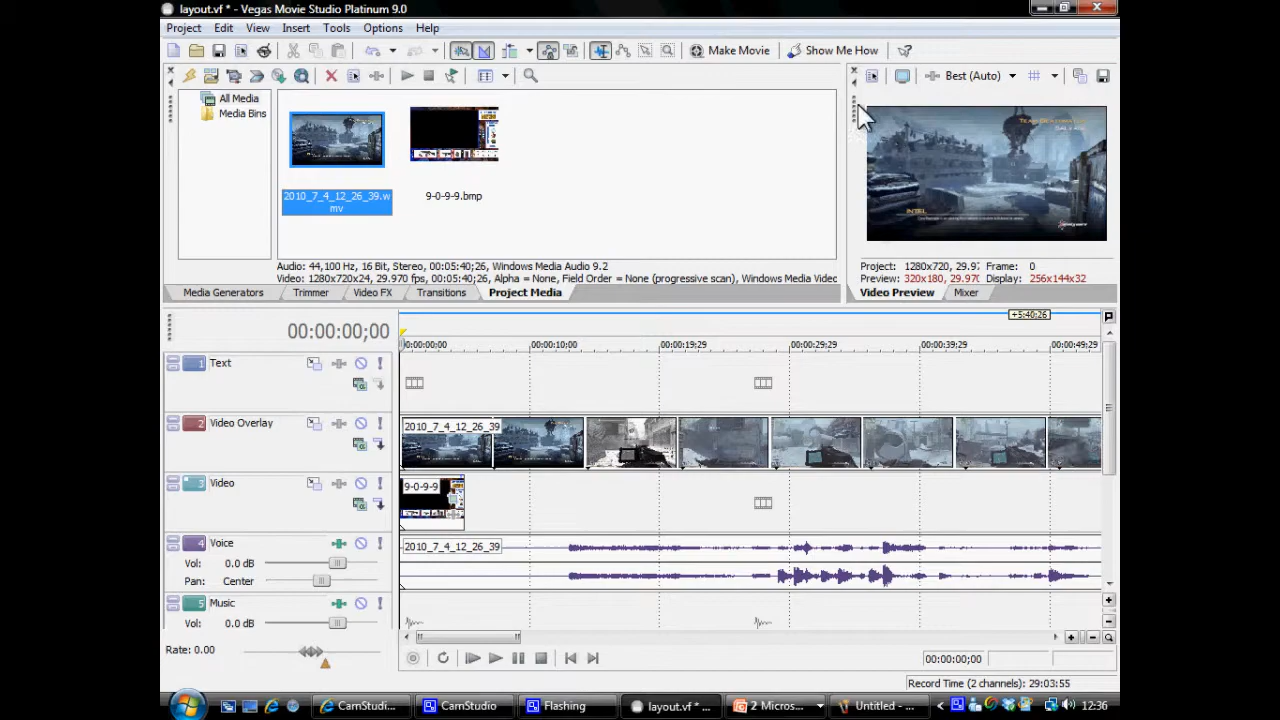 layout.vf * - Vegas Movie Studio Platinum 9.0
Project Edit View Insert Tools Options Help
Make Movie Show Me How
All Media
Media Bins
2010_7_4_12_26_39.w
mv
9-0-9-9.bmp
Audio: 44,100 Hz, 16 Bit, Stereo, 00:05:40;26, Windows Media Audio 9.2
Video: 1280x720x24, 29.970 fps, 00:05:40;26, Alpha = None, Field Order = None (progressive scan), Windows Media Video
Media Generators Trimmer Video FX Transitions Project Media
Best (Auto)
INTEL
Project: 1280x720, 29.97 Frame: 0
Preview: 320x180, 29.970 Display: 256x144x32
Video Preview Mixer
00:00:00;00
+5:40:26
00:00:00;00 00:00:10;00 00:00:19;29 00:00:29;29 00:00:39;29 00:00:49;29
1 Text
2 Video Overlay
2010_7_4_12_26_39
3 Video
9-0-9-9
4 Voice
2010_7_4_12_26_39
Vol: 0.0 dB
Pan: Center
5 Music
Vol: 0.0 dB
Rate: 0.00
00:00:00;00
Record Time (2 channels): 29:03:55
CamStudi... CamStudio Flashing layout.vf * ... 2 Micros... Untitled - ... 12:36